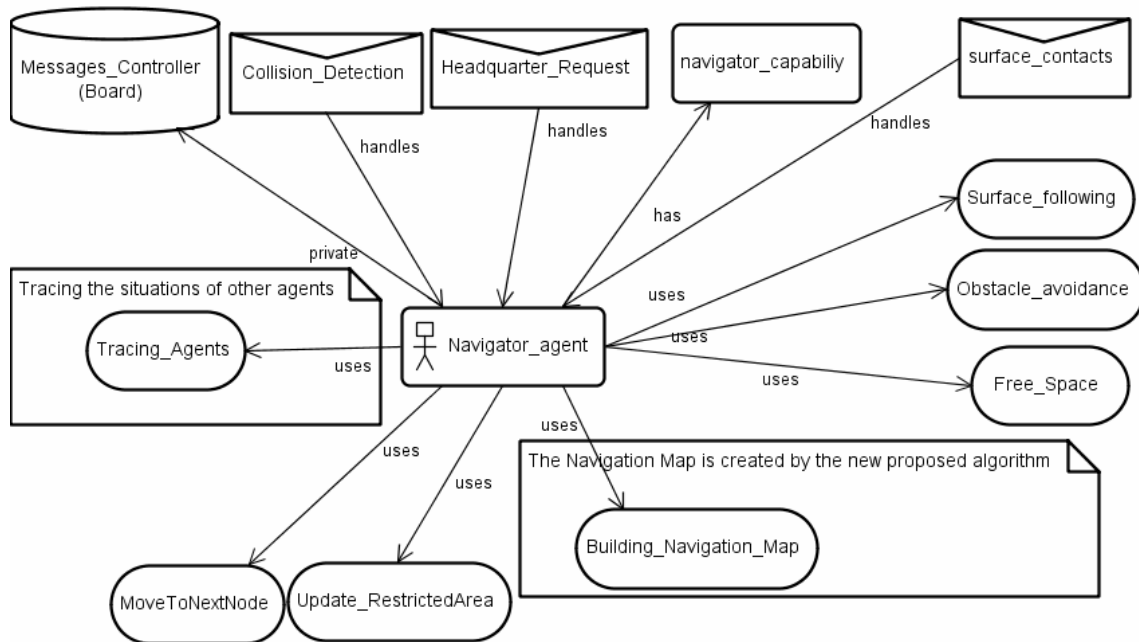 Messages_Controller
(Board)
Collision_Detection
Headquarter_Request
navigator_capabiliy
surface_contacts
handles
handles
handles
has
private
Surface_following
Tracing the situations of other agents
uses
Obstacle_avoidance
Tracing_Agents
uses
Navigator_agent
uses
uses
Free_Space
uses
uses
uses
The Navigation Map is created by the new proposed algorithm
Building_Navigation_Map
MoveToNextNode
Update_RestrictedArea